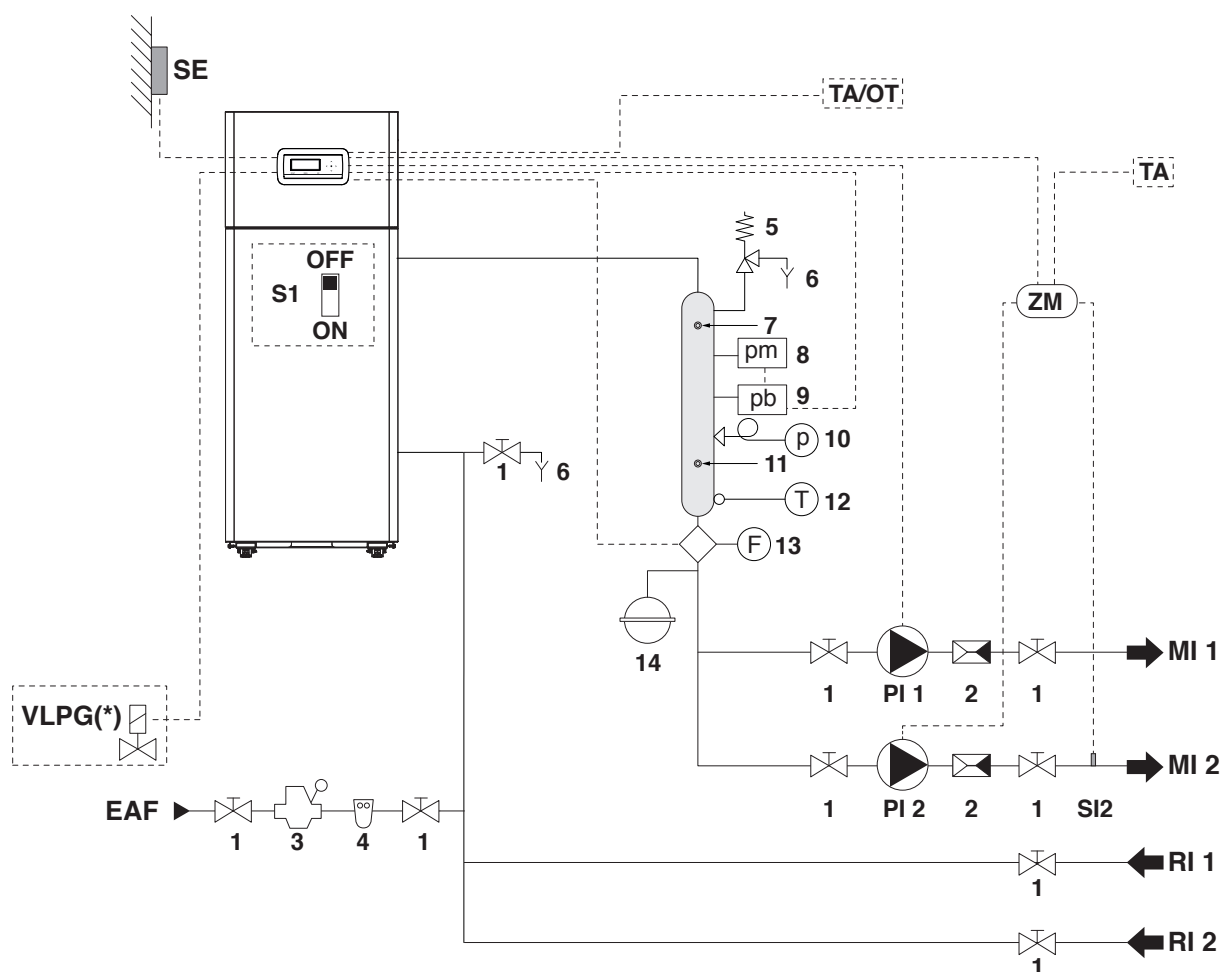 SE
TA/OT
TA
5
OFF
6
S1
ZM
ON
7
pm 8
pb 9
p 10
1 6
11
T 12
F 13
14
MI 1
1 PI 1 2 1
VLPG(*)
MI 2
1 PI 2 2 1 SI2
EAF
1 3 4 1
RI 1
1
RI 2
1